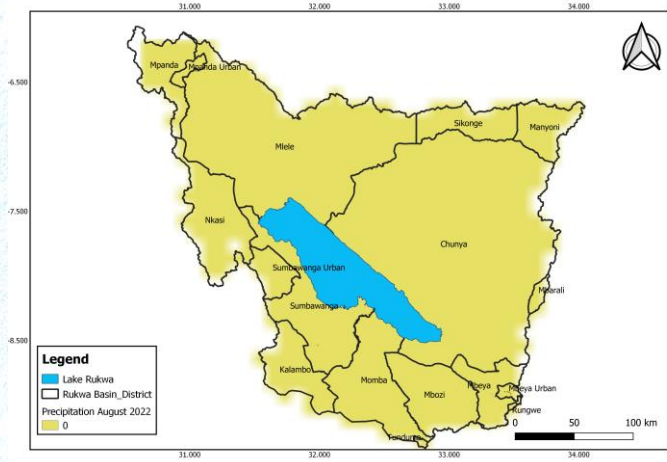 31.000 32.000 33.000 34.000
-6.500
Mpanda
Mpanda Urban
Sikonge
Manyoni
Mlele
-7.500
Nkasi
Chunya
Sumbawanga Urban
Mbarali
Sumbawanga
-8.500
Legend
Lake Rukwa
Rukwa Basin_District
Precipitation August 2022
0
Kalambo
Momba
Mbozi
Mbeya
Mbeya Urban
Rungwe
Tunduma
0 50 100 km
31.000 32.000 33.000 34.000